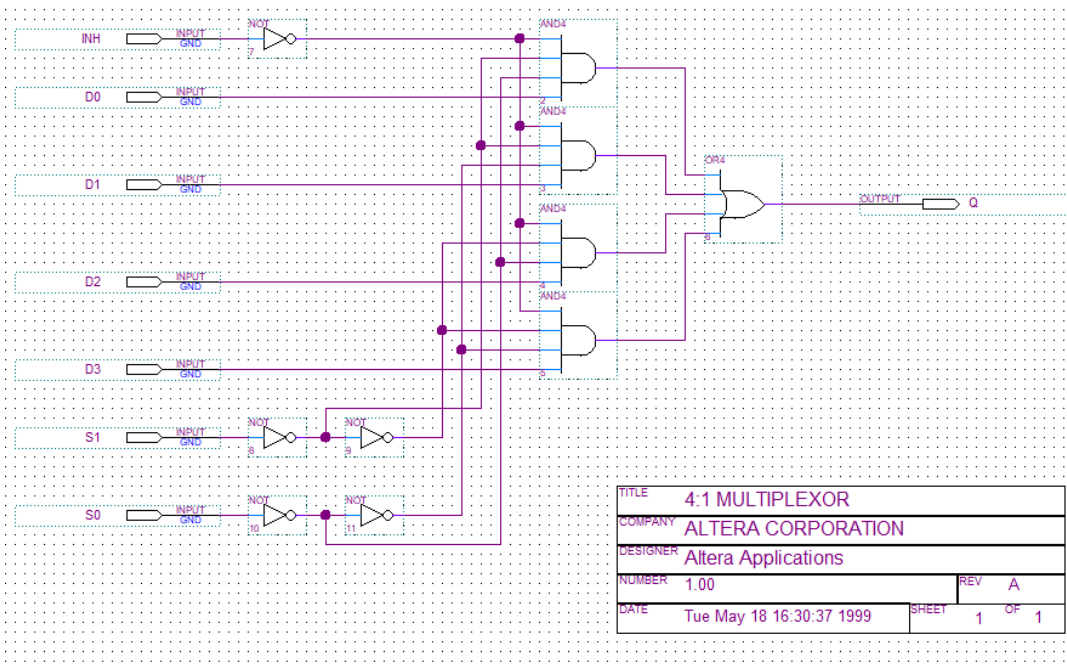 NOT
AND4
INH
INPUT
GND
7
D0
INPUT
GND
2
AND4
D1
INPUT
GND
3
OR4
6
OUTPUT
Q
AND4
D2
INPUT
GND
4
AND4
D3
INPUT
GND
5
NOT
NOT
S1
INPUT
GND
8
9
NOT
NOT
S0
INPUT
GND
10
11
TITLE 4:1 MULTIPLEXOR
COMPANY ALTERA CORPORATION
DESIGNER Altera Applications
NUMBER 1.00 REV A
DATE Tue May 18 16:30:37 1999 SHEET 1 OF 1